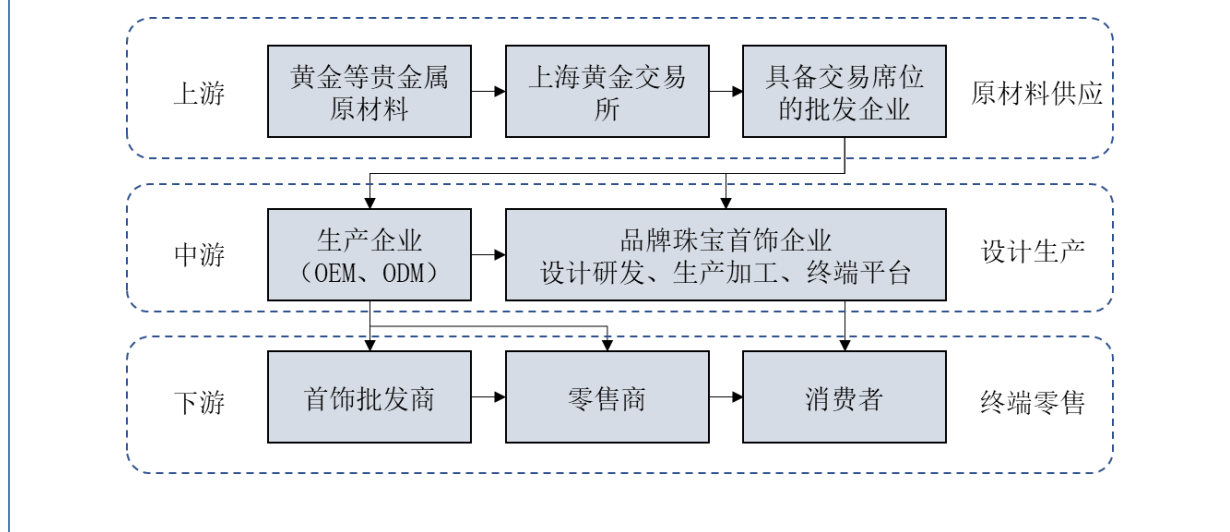 上游
黄金等贵金属
原材料
上海黄金交易
所
具备交易席位
的批发企业
原材料供应
中游
生产企业
（OEM、ODM）
品牌珠宝首饰企业
设计研发、生产加工、终端平台
设计生产
下游
首饰批发商
零售商
消费者
终端零售